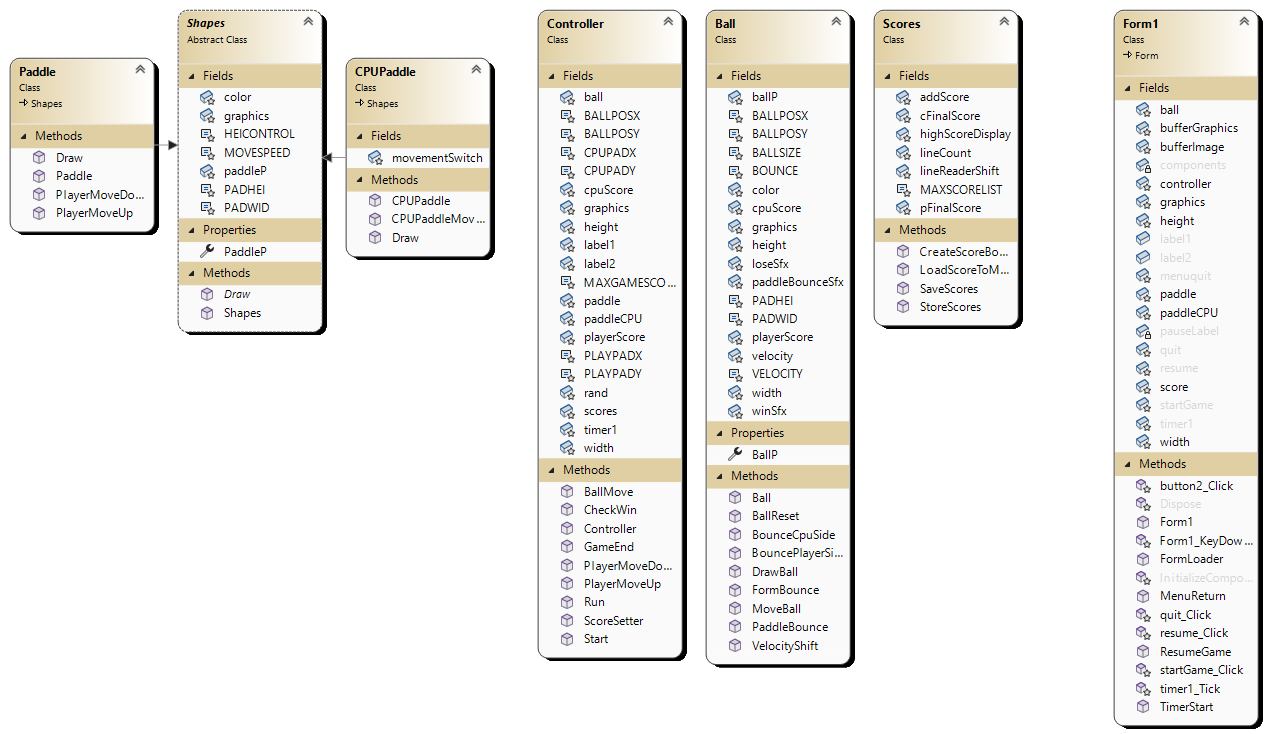 Paddle
Class
Shapes
Methods
Draw
Paddle
PlayerMoveDo...
PlayerMoveUp
Shapes
Abstract Class
Fields
color
graphics
HEICONTROL
MOVESPEED
paddleP
PADHEI
PADWID
Properties
PaddleP
Methods
Draw
Shapes
CPUPaddle
Class
Shapes
Fields
movementSwitch
Methods
CPUPaddle
CPUPaddleMov...
Draw
Controller
Class
Fields
ball
BALLPOSX
BALLPOSY
CPUPADX
CPUPADY
cpuScore
graphics
height
label1
label2
MAXGAMESCO...
paddle
paddleCPU
playerScore
PLAYPADX
PLAYPADY
rand
scores
timer1
width
Methods
BallMove
CheckWin
Controller
GameEnd
PlayerMoveDo...
PlayerMoveUp
Run
ScoreSetter
Start
Ball
Class
Fields
ballP
BALLPOSX
BALLPOSY
BALLSIZE
BOUNCE
color
cpuScore
graphics
height
loseSfx
paddleBounceSfx
PADHEI
PADWID
playerScore
velocity
VELOCITY
width
winSfx
Properties
BallP
Methods
Ball
BallReset
BounceCpuSide
BouncePlayerSi...
DrawBall
FormBounce
MoveBall
PaddleBounce
VelocityShift
Scores
Class
Fields
addScore
cFinalScore
highScoreDisplay
lineCount
lineReaderShift
MAXSCORELIST
pFinalScore
Methods
CreateScoreBo...
LoadScoreToM...
SaveScores
StoreScores
Form1
Class
Form
Fields
ball
bufferGraphics
bufferImage
components
controller
graphics
height
label1
label2
menuquit
paddle
paddleCPU
pauseLabel
quit
resume
score
startGame
timer1
width
Methods
button2_Click
Dispose
Form1
Form1_KeyDow...
FormLoader
InitializeCompo...
MenuReturn
quit_Click
resume_Click
ResumeGame
startGame_Click
timer1_Tick
TimerStart